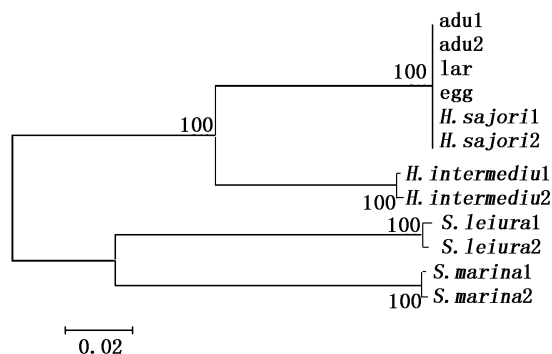 adu1
adu2
lar
100
egg
H.sajori1
100
H.sajori2
H.intermediu1
100
H.intermediu2
S.leiura1
100
S.leiura2
S.marina1
100
S.marina2
0.02